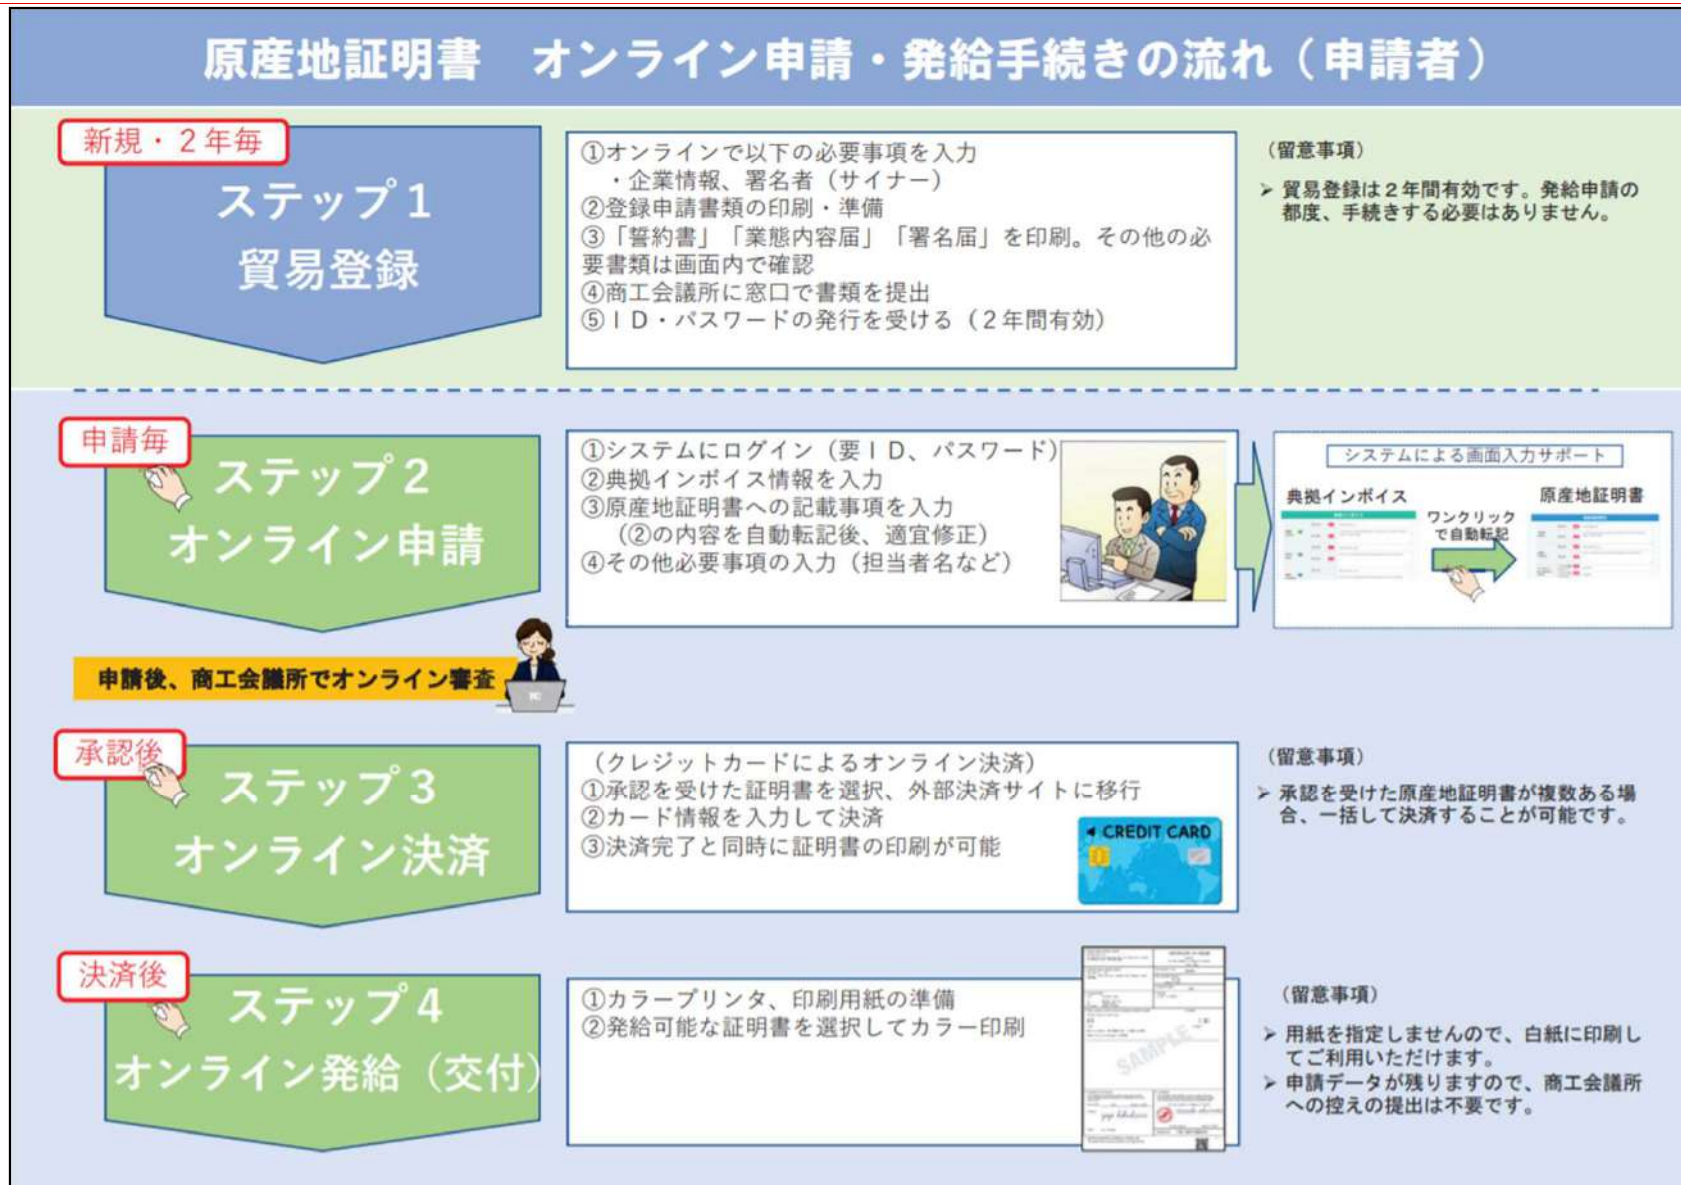 原産地証明書　オンライン申請・発給手続きの流れ（申請者）
新規・２年毎
ステップ１
貿易登録
①オンラインで以下の必要事項を入力
・企業情報、署名者（サイナー）
②登録申請書類の印刷・準備
③「誓約書」「業態内容届」「署名届」を印刷。その他の必
要書類は画面内で確認
④商工会議所に窓口で書類を提出
⑤ＩＤ・パスワードの発行を受ける（２年間有効）
（留意事項）
➢ 貿易登録は２年間有効です。発給申請の
都度、手続きする必要はありません。
申請毎
ステップ２
オンライン申請
①システムにログイン（要ＩＤ、パスワード）
②典拠インボイス情報を入力
③原産地証明書への記載事項を入力
（②の内容を自動転記後、適宜修正）
④その他必要事項の入力（担当者名など）
システムによる画面入力サポート
典拠インボイス
ワンクリック
で自動転記
原産地証明書
申請後、商工会議所でオンライン審査
承認後
ステップ３
オンライン決済
（クレジットカードによるオンライン決済）
①承認を受けた証明書を選択、外部決済サイトに移行
②カード情報を入力して決済
③決済完了と同時に証明書の印刷が可能
CREDIT CARD
（留意事項）
➢ 承認を受けた原産地証明書が複数ある場
合、一括して決済することが可能です。
決済後
ステップ４
オンライン発給（交付）
①カラープリンタ、印刷用紙の準備
②発給可能な証明書を選択してカラー印刷
SAMPLE
（留意事項）
➢ 用紙を指定しませんので、白紙に印刷し
てご利用いただけます。
➢ 申請データが残りますので、商工会議所
への控えの提出は不要です。